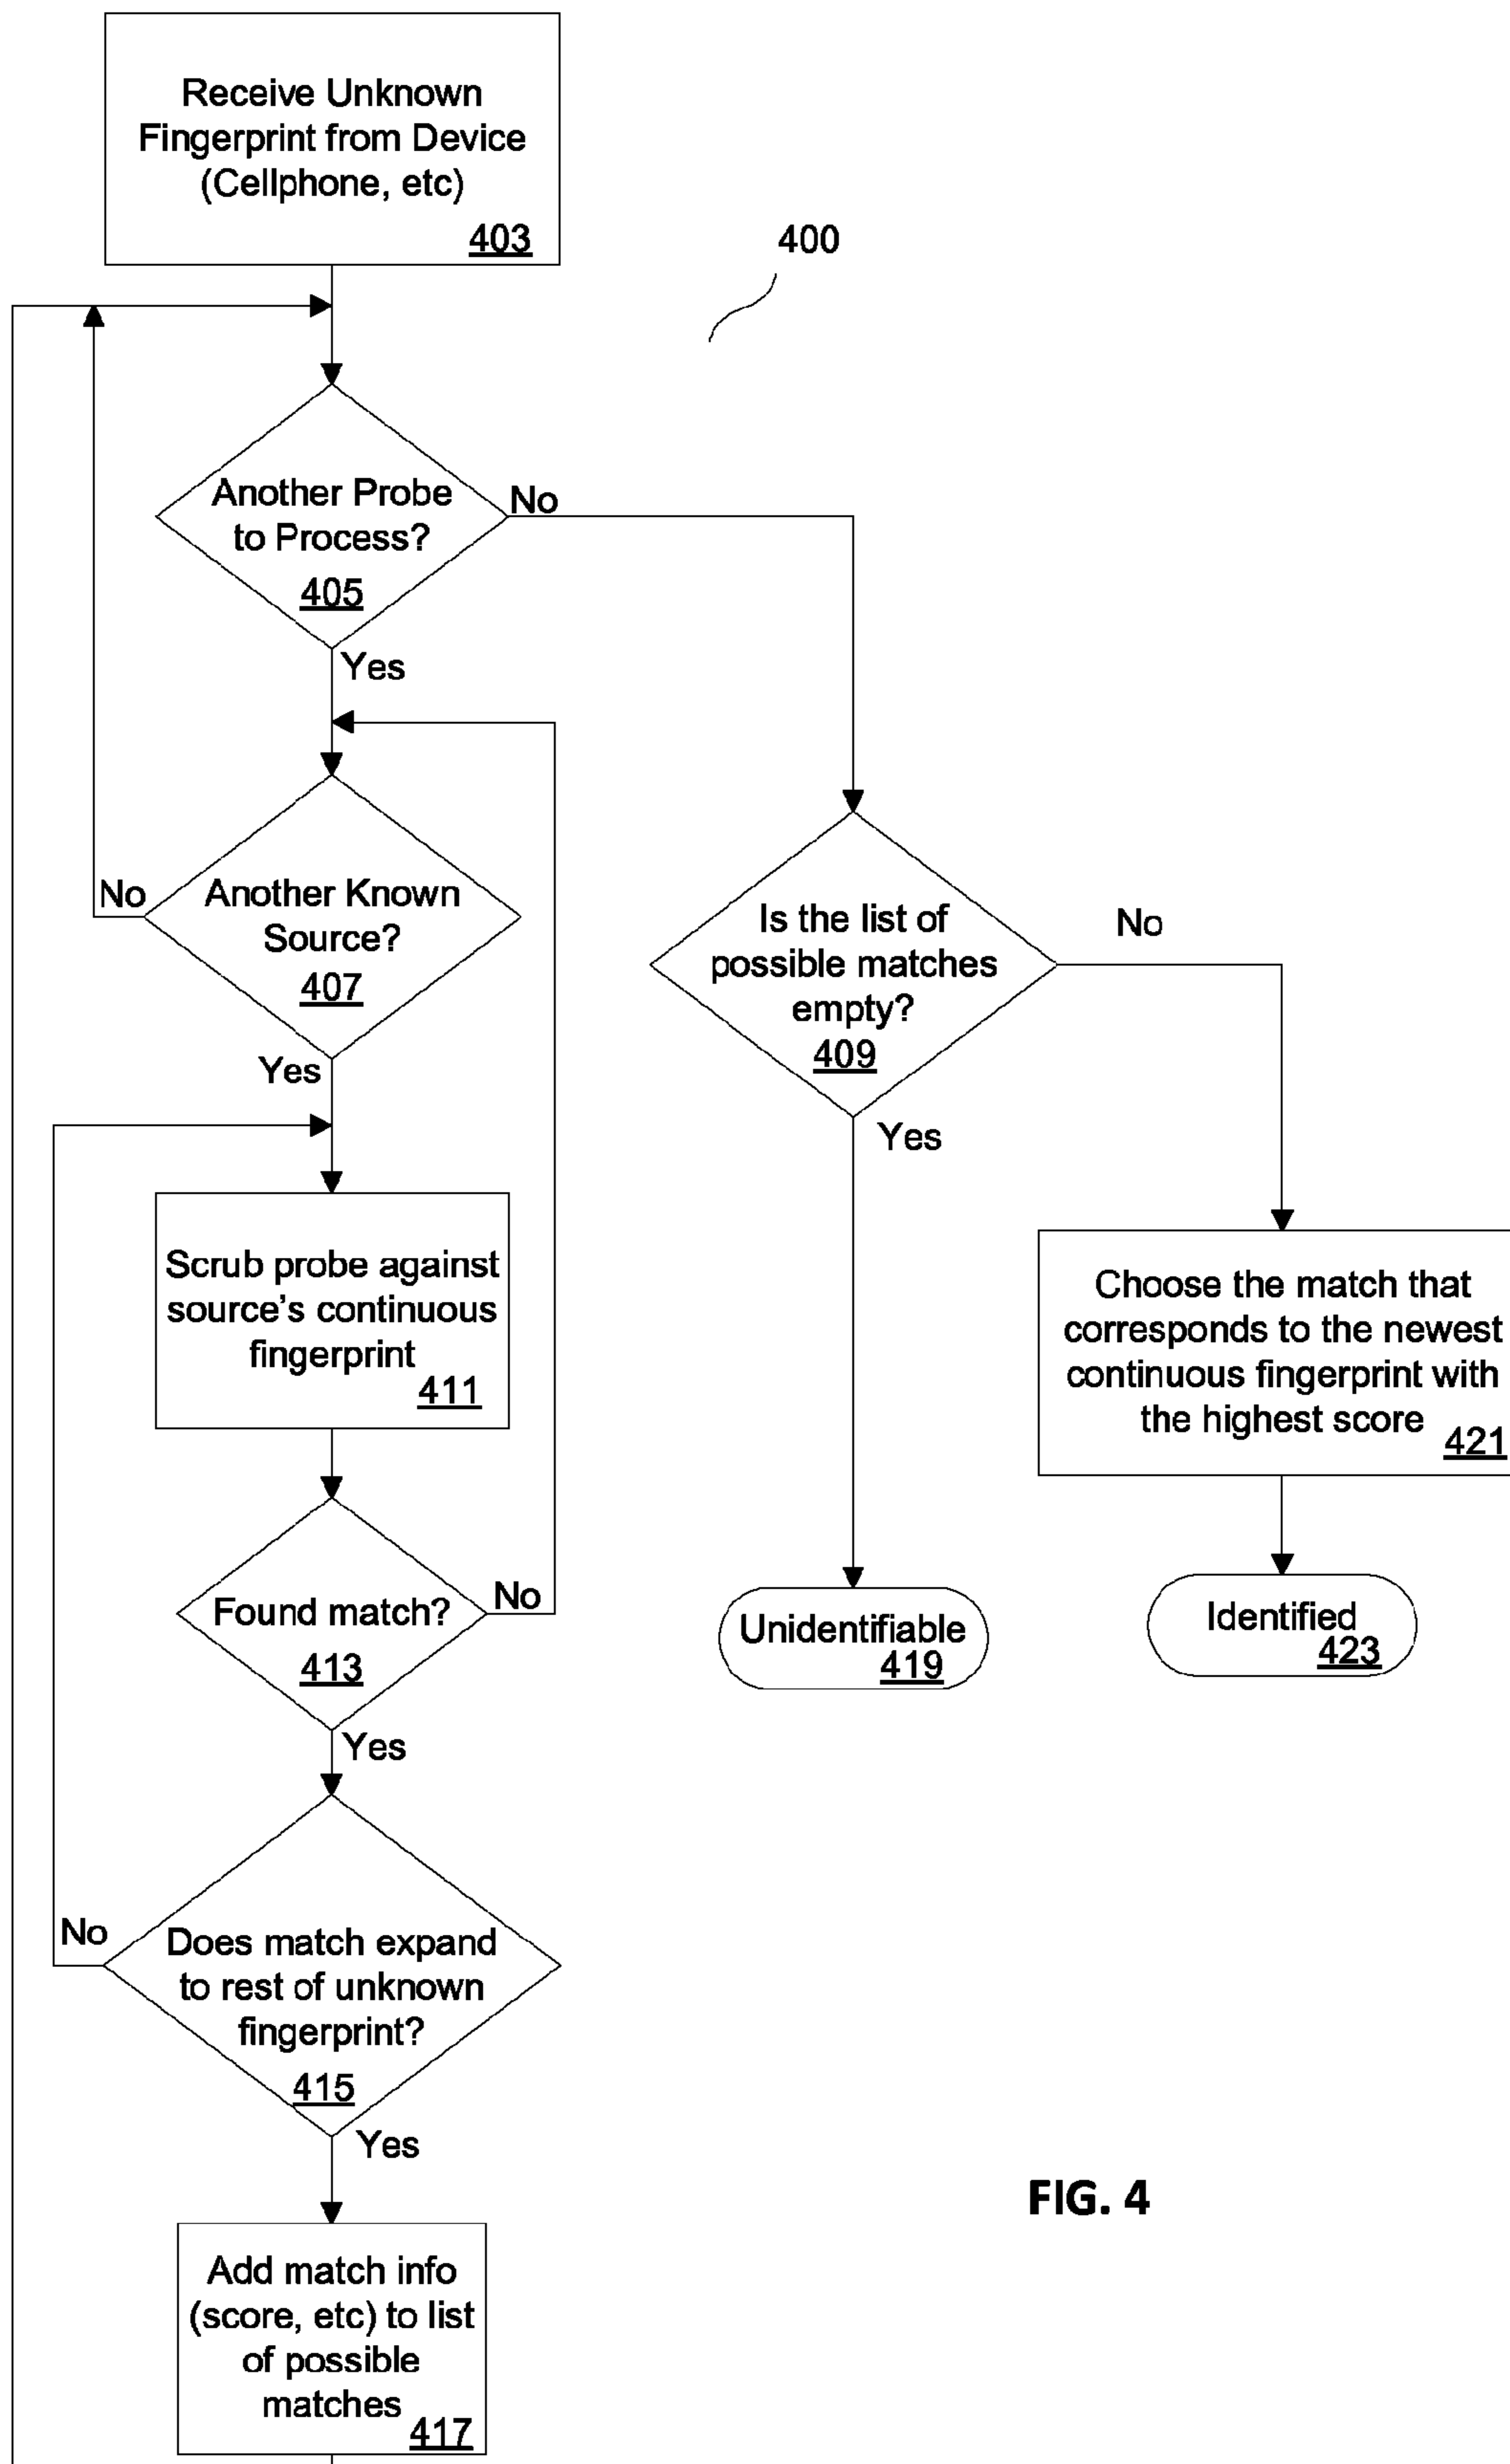 Receive Unknown
Fingerprint from Device
(Cellphone, etc)
403
400
Another Probe
to Process?
405
No
Yes
Another Known
Source?
407
No
Yes
Is the list of
possible matches
empty?
409
No
Yes
Scrub probe against
source's continuous
fingerprint
411
Choose the match that
corresponds to the newest
continuous fingerprint with
the highest score
421
Found match?
413
No
Yes
Unidentifiable
419
Identified
423
Does match expand
to rest of unknown
fingerprint?
415
No
Yes
Add match info
(score, etc) to list
of possible
matches
417
FIG. 4